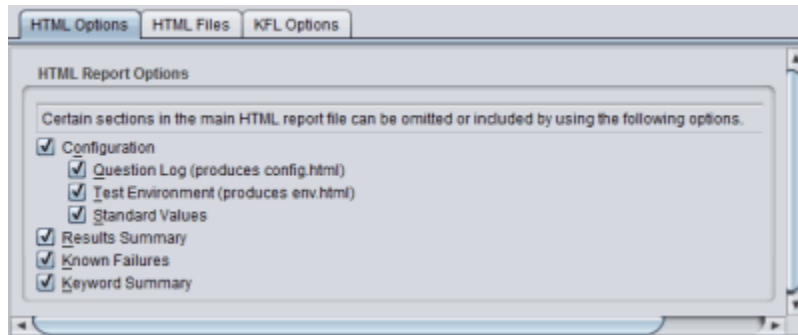 HTML Options HTML Files KFL Options
HTML Report Options
Certain sections in the main HTML report file can be omitted or included by using the following options.
Configuration
Question Log (produces config.html)
Test Environment (produces env.html)
Standard Values
Results Summary
Known Failures
Keyword Summary